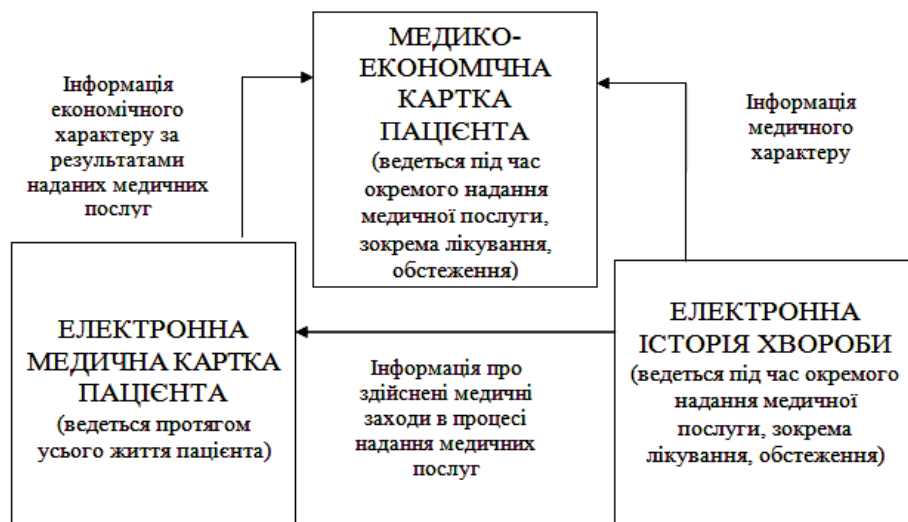 МЕДИКО-
ЕКОНОМІЧНА
КАРТКА
ПАЦІЄНТА
(ведеться під час
окремого надання
медичної послуги,
зокрема лікування,
обстеження)
Інформація
економічного
характеру за
результатами
наданих медичних
послуг
Інформація
медичного
характеру
ЕЛЕКТРОННА
МЕДИЧНА КАРТКА
ПАЦІЄНТА
(ведеться протягом
усього життя пацієнта)
Інформація про
здійснені медичні
заходи в процесі
надання медичних
послуг
ЕЛЕКТРОННА
ІСТОРІЯ ХВОРОБИ
(ведеться під час окремого
надання медичної
послуги, зокрема
лікування, обстеження)